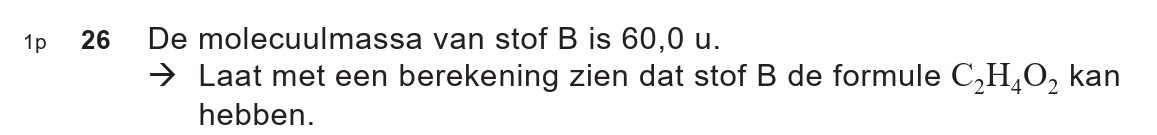 1p 26 De molecuulmassa van stof B is 60,0 u.
→ Laat met een berekening zien dat stof B de formule C₂H₄O₂ kan
hebben.